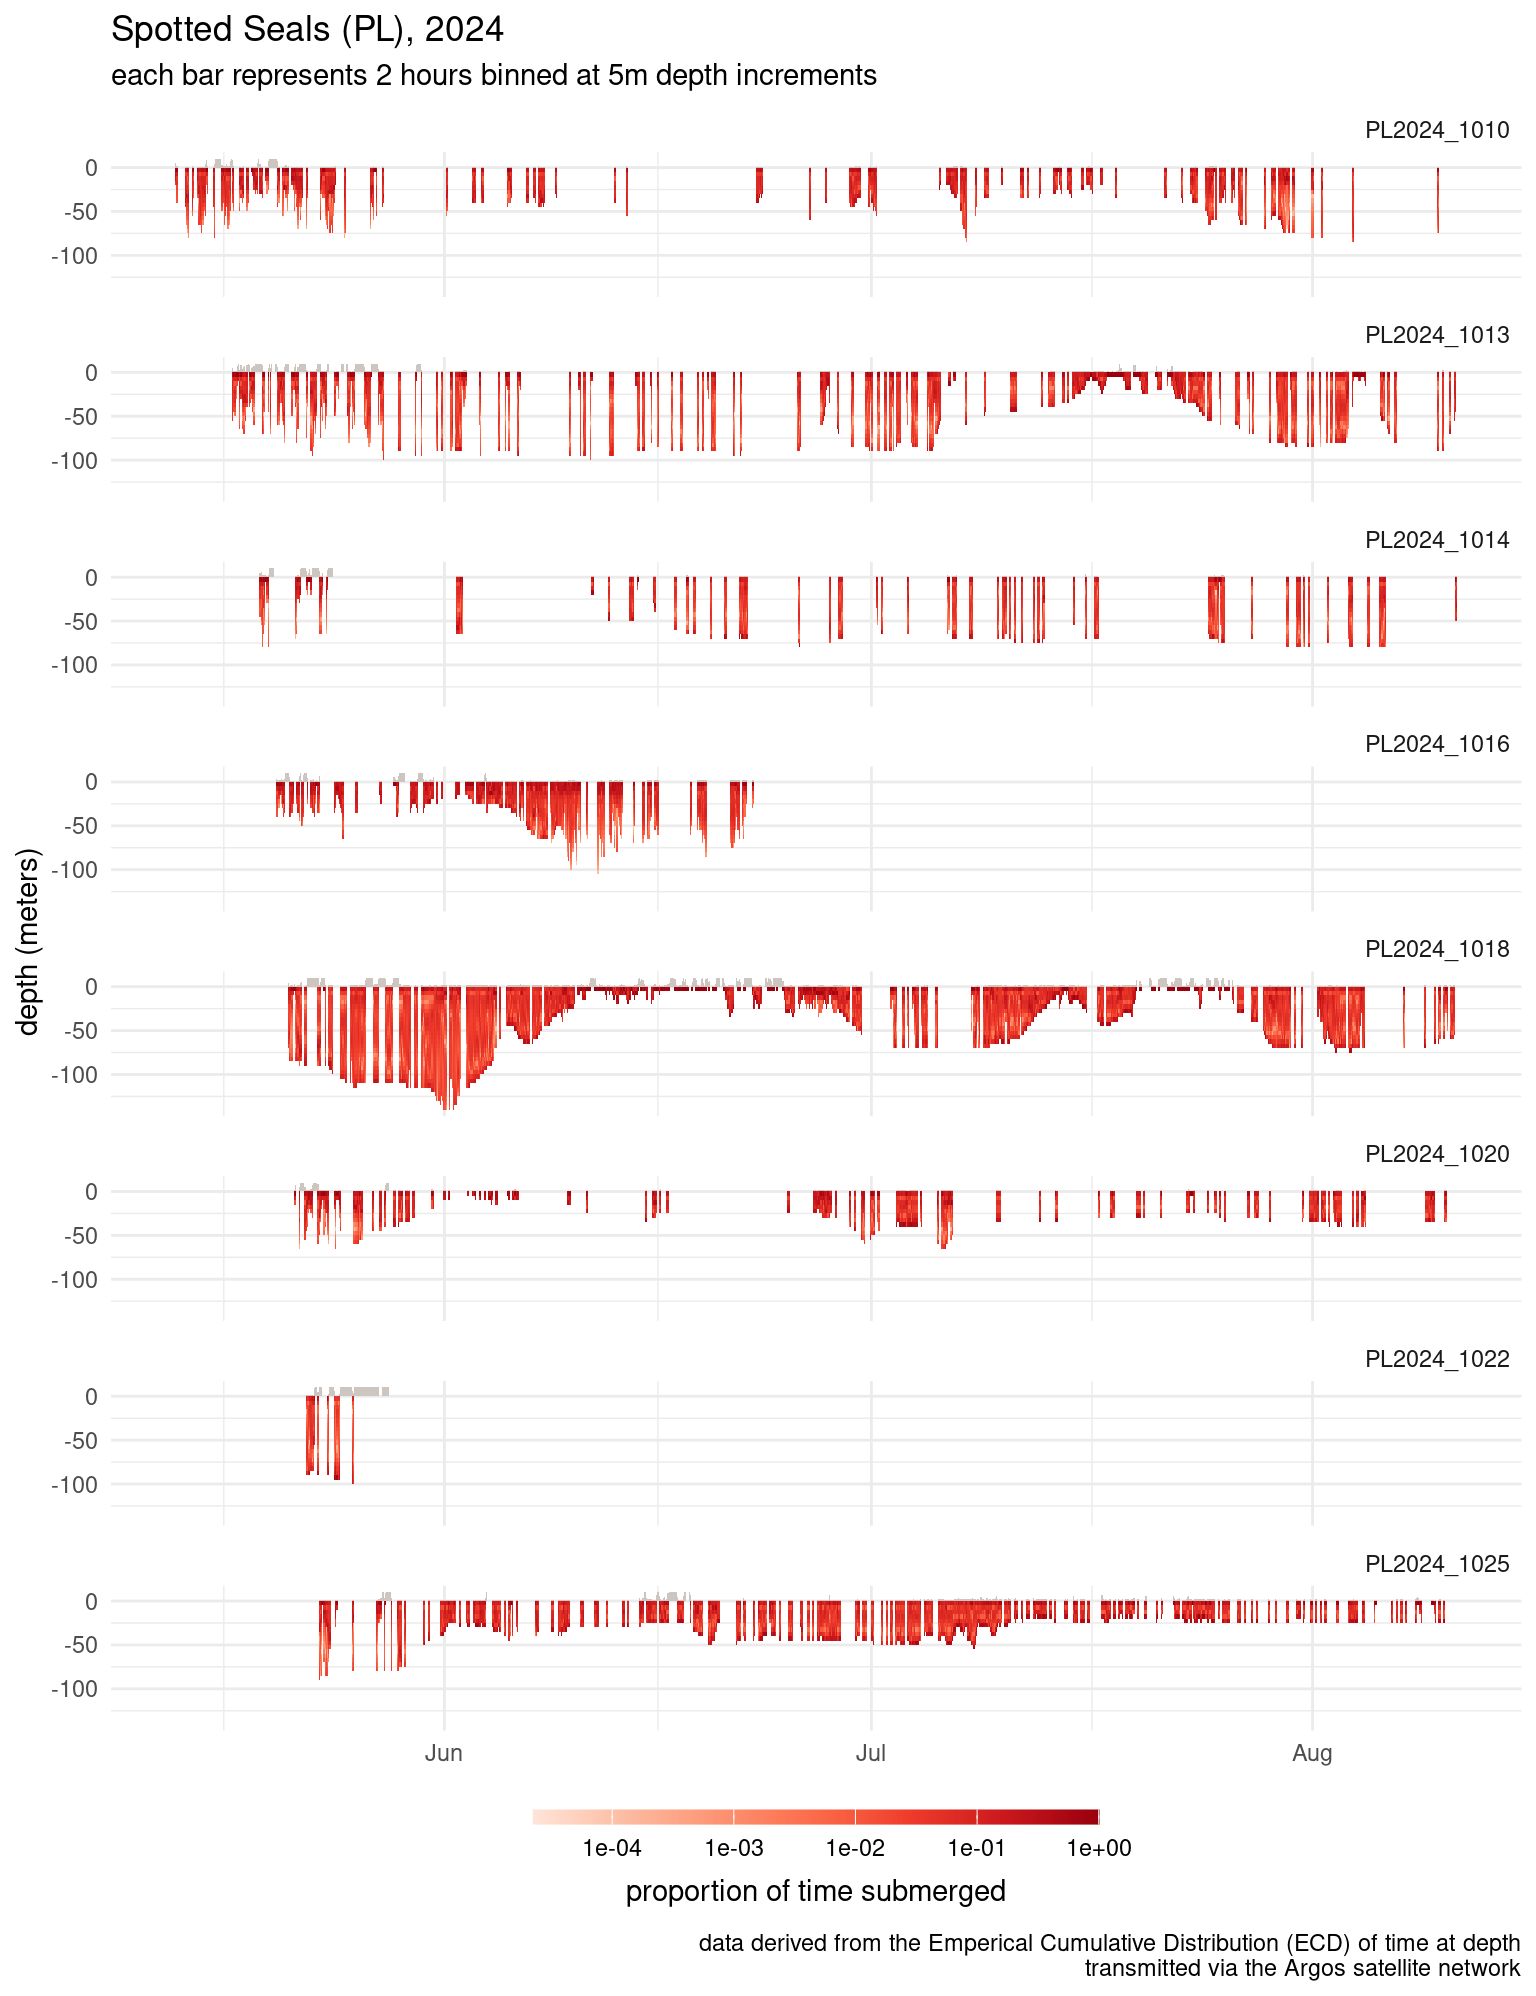 Spotted Seals (PL), 2024
each bar represents 2 hours binned at 5m depth increments
PL2024_1010
0
-50
-100
PL2024_1013
0
-50
-100
PL2024_1014
0
-50
-100
PL2024_1016
0
-50
-100
PL2024_1018
0
-50
-100
PL2024_1020
0
-50
-100
PL2024_1022
0
-50
-100
PL2024_1025
0
-50
-100
depth (meters)
Jun Jul Aug
1e-04 1e-03 1e-02 1e-01 1e+00
proportion of time submerged
data derived from the Emperical Cumulative Distribution (ECD) of time at depth
transmitted via the Argos satellite network